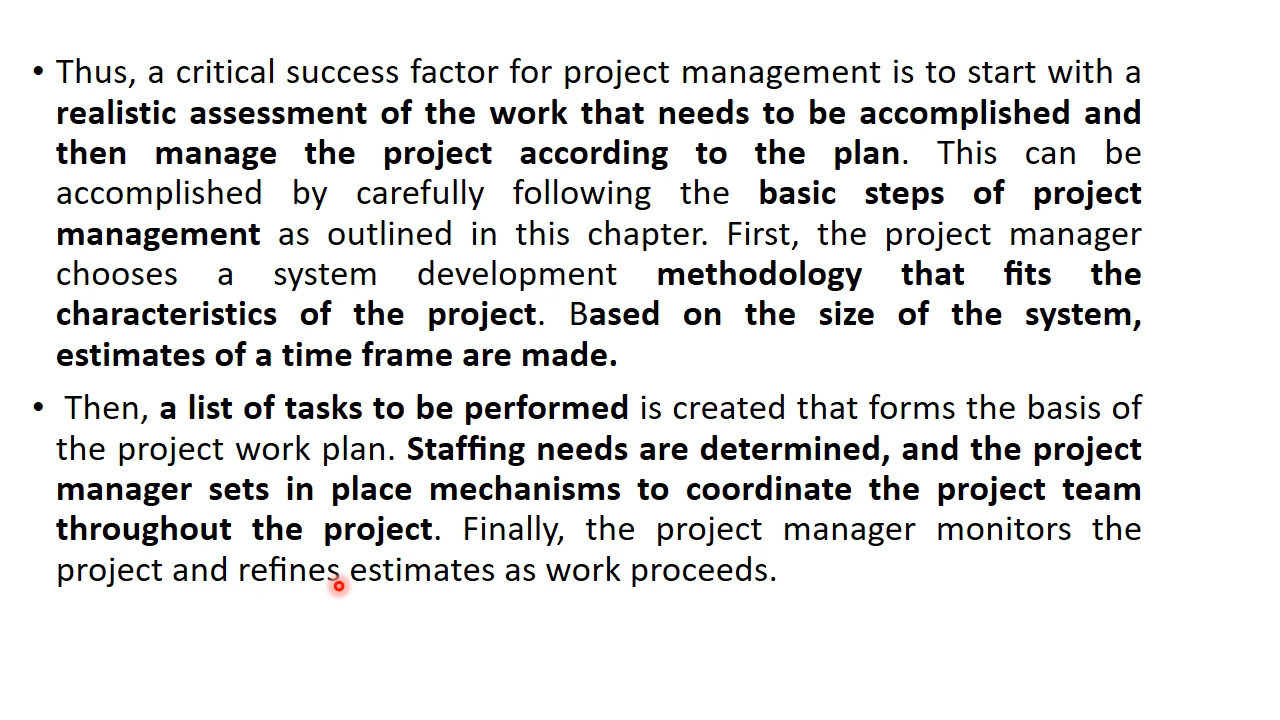 • Thus, a critical success factor for project management is to start with a
realistic assessment of the work that needs to be accomplished and
then manage the project according to the plan. This can be
accomplished by carefully following the basic steps of project
management as outlined in this chapter. First, the project manager
chooses a system development methodology that fits the
characteristics of the project. Based on the size of the system,
estimates of a time frame are made.
• Then, a list of tasks to be performed is created that forms the basis of
the project work plan. Staffing needs are determined, and the project
manager sets in place mechanisms to coordinate the project team
throughout the project. Finally, the project manager monitors the
project and refines estimates as work proceeds.